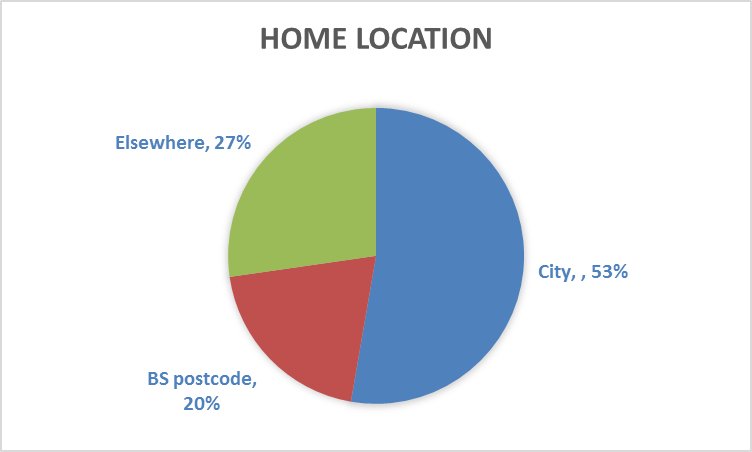 HOME LOCATION
Elsewhere, 27%
City, , 53%
BS postcode,
20%